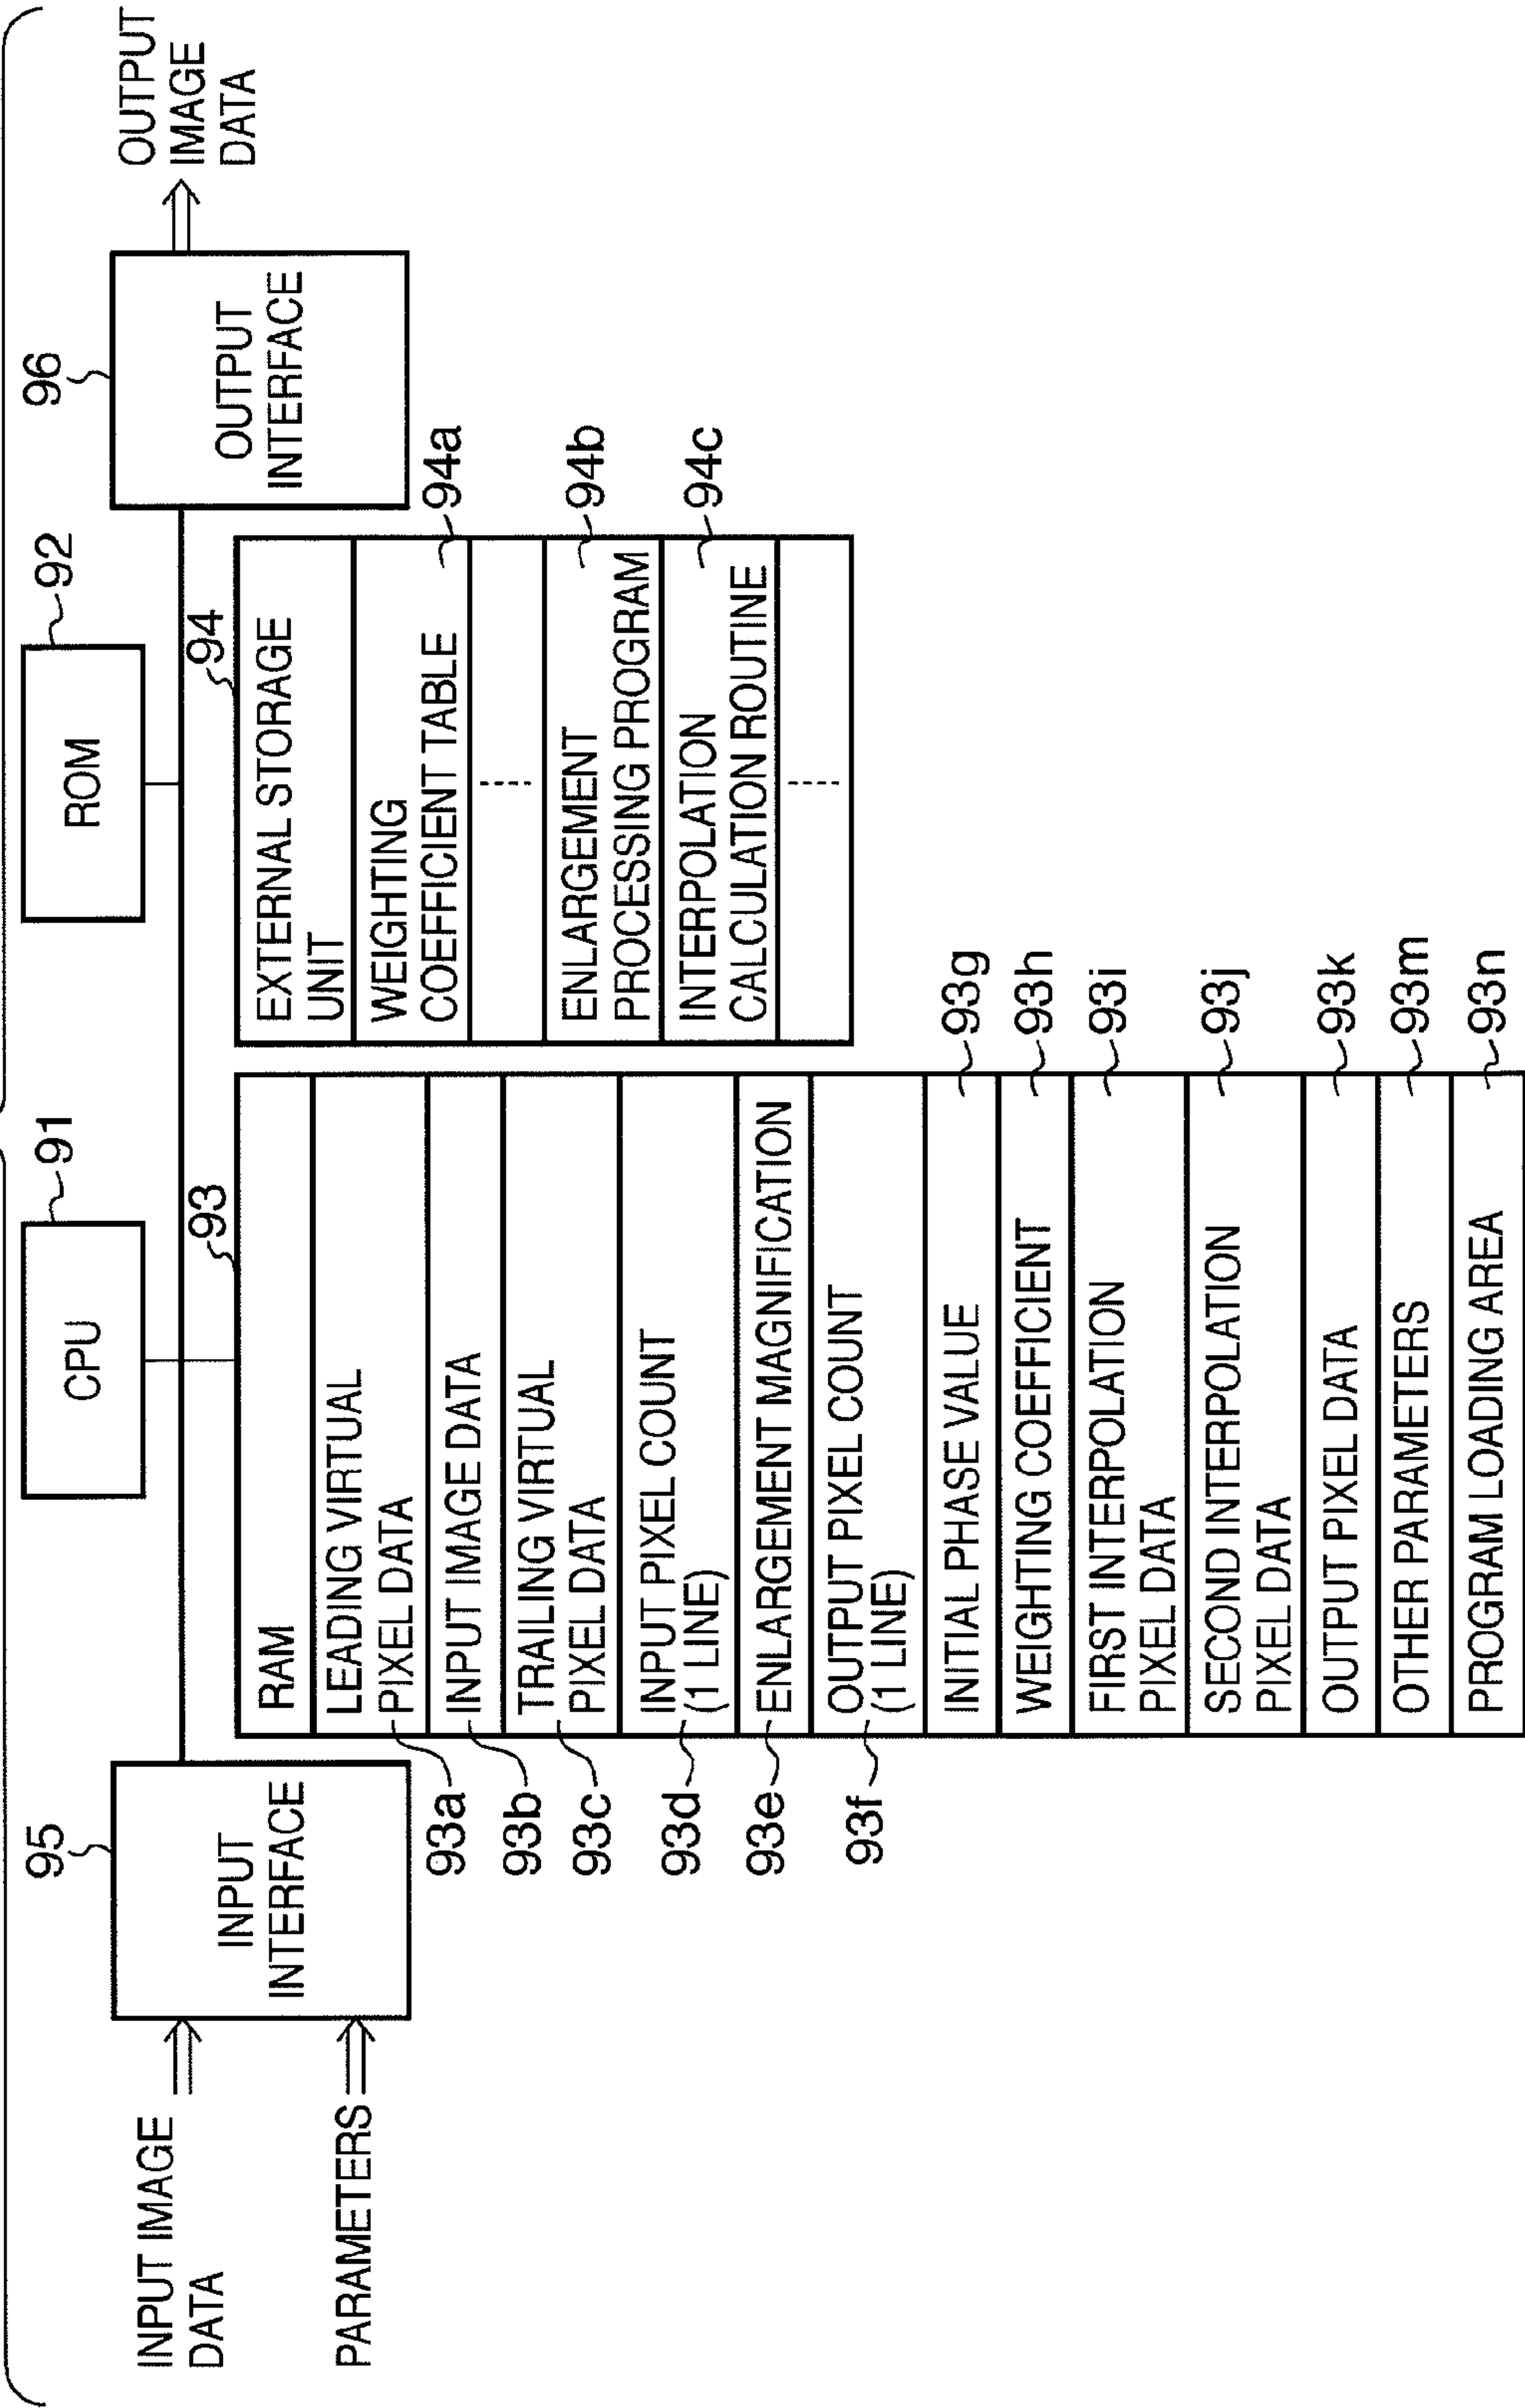 INPUT IMAGE
DATA
PARAMETERS
95
INPUT
INTERFACE
91
CPU
92
ROM
96
OUTPUT
INTERFACE
OUTPUT
IMAGE
DATA
93
RAM
93a
LEADING VIRTUAL
PIXEL DATA
93b
INPUT IMAGE DATA
93c
TRAILING VIRTUAL
PIXEL DATA
93d
INPUT PIXEL COUNT
(1 LINE)
93e
ENLARGEMENT MAGNIFICATION
93f
OUTPUT PIXEL COUNT
(1 LINE)
INITIAL PHASE VALUE
93g
WEIGHTING COEFFICIENT
93h
FIRST INTERPOLATION
PIXEL DATA
93i
SECOND INTERPOLATION
PIXEL DATA
93j
OUTPUT PIXEL DATA
93k
OTHER PARAMETERS
93m
PROGRAM LOADING AREA
93n
94
EXTERNAL STORAGE
UNIT
WEIGHTING
COEFFICIENT TABLE
94a
ENLARGEMENT
PROCESSING PROGRAM
94b
INTERPOLATION
CALCULATION ROUTINE
94c